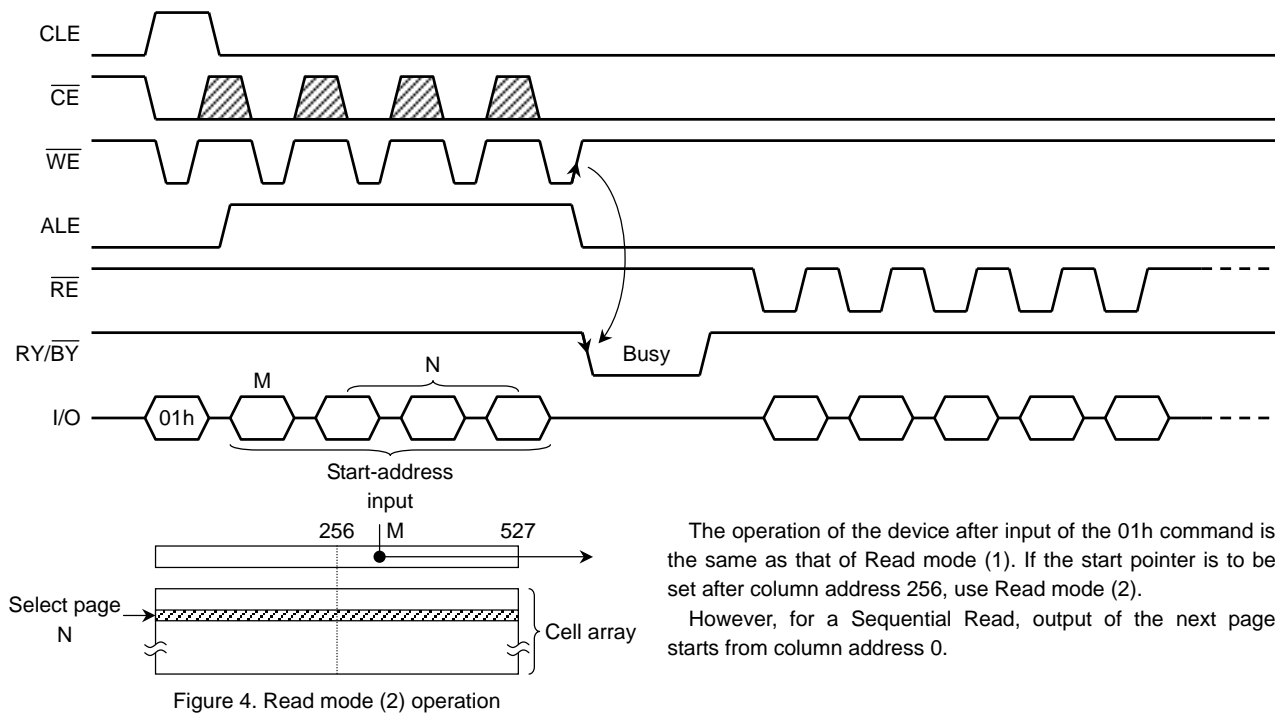 CLE
CE
WE
ALE
RE
RY/BY
Busy
M
N
I/O
01h
Start-address
input
256
M
527
Select page
N
Cell array
Figure 4. Read mode (2) operation
The operation of the device after input of the 01h command is
the same as that of Read mode (1). If the start pointer is to be
set after column address 256, use Read mode (2).
However, for a Sequential Read, output of the next page
starts from column address 0.